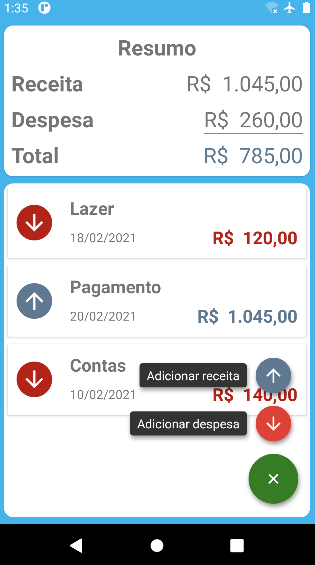 1:35
Resumo
Receita R$ 1.045,00
Despesa R$ 260,00
Total R$ 785,00
Lazer
18/02/2021 R$ 120,00
Pagamento
20/02/2021 R$ 1.045,00
Contas
Adicionar receita
10/02/2021 R$ 140,00
Adicionar despesa